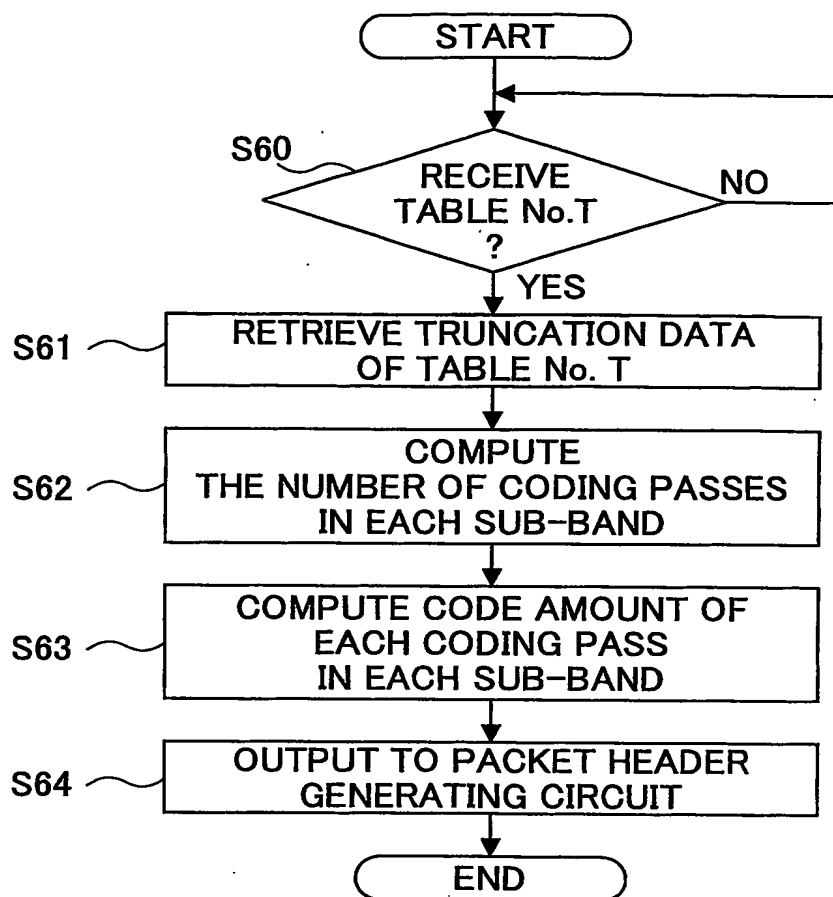 START
S60
RECEIVE
TABLE No.T
?
NO
YES
S61
RETRIEVE TRUNCATION DATA
OF TABLE No. T
S62
COMPUTE
THE NUMBER OF CODING PASSES
IN EACH SUB-BAND
S63
COMPUTE CODE AMOUNT OF
EACH CODING PASS
IN EACH SUB-BAND
S64
OUTPUT TO PACKET HEADER
GENERATING CIRCUIT
END